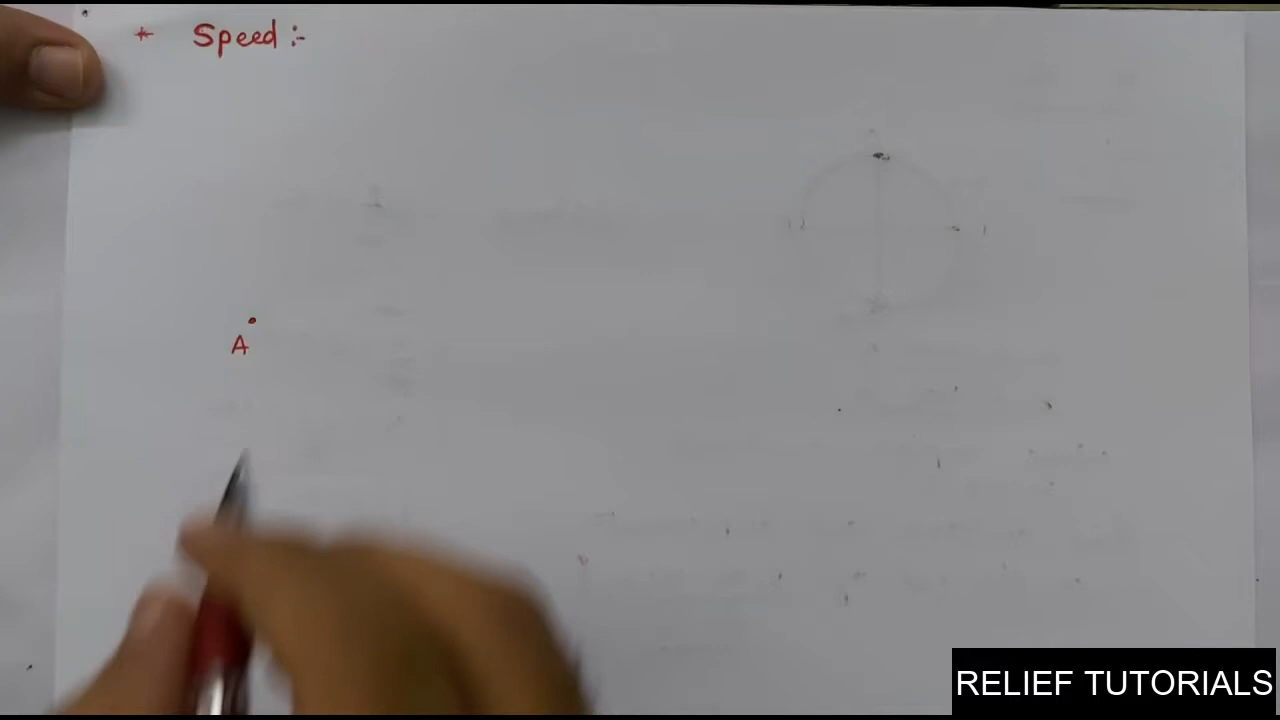 + Speed :-
A
RELIEF TUTORIALS